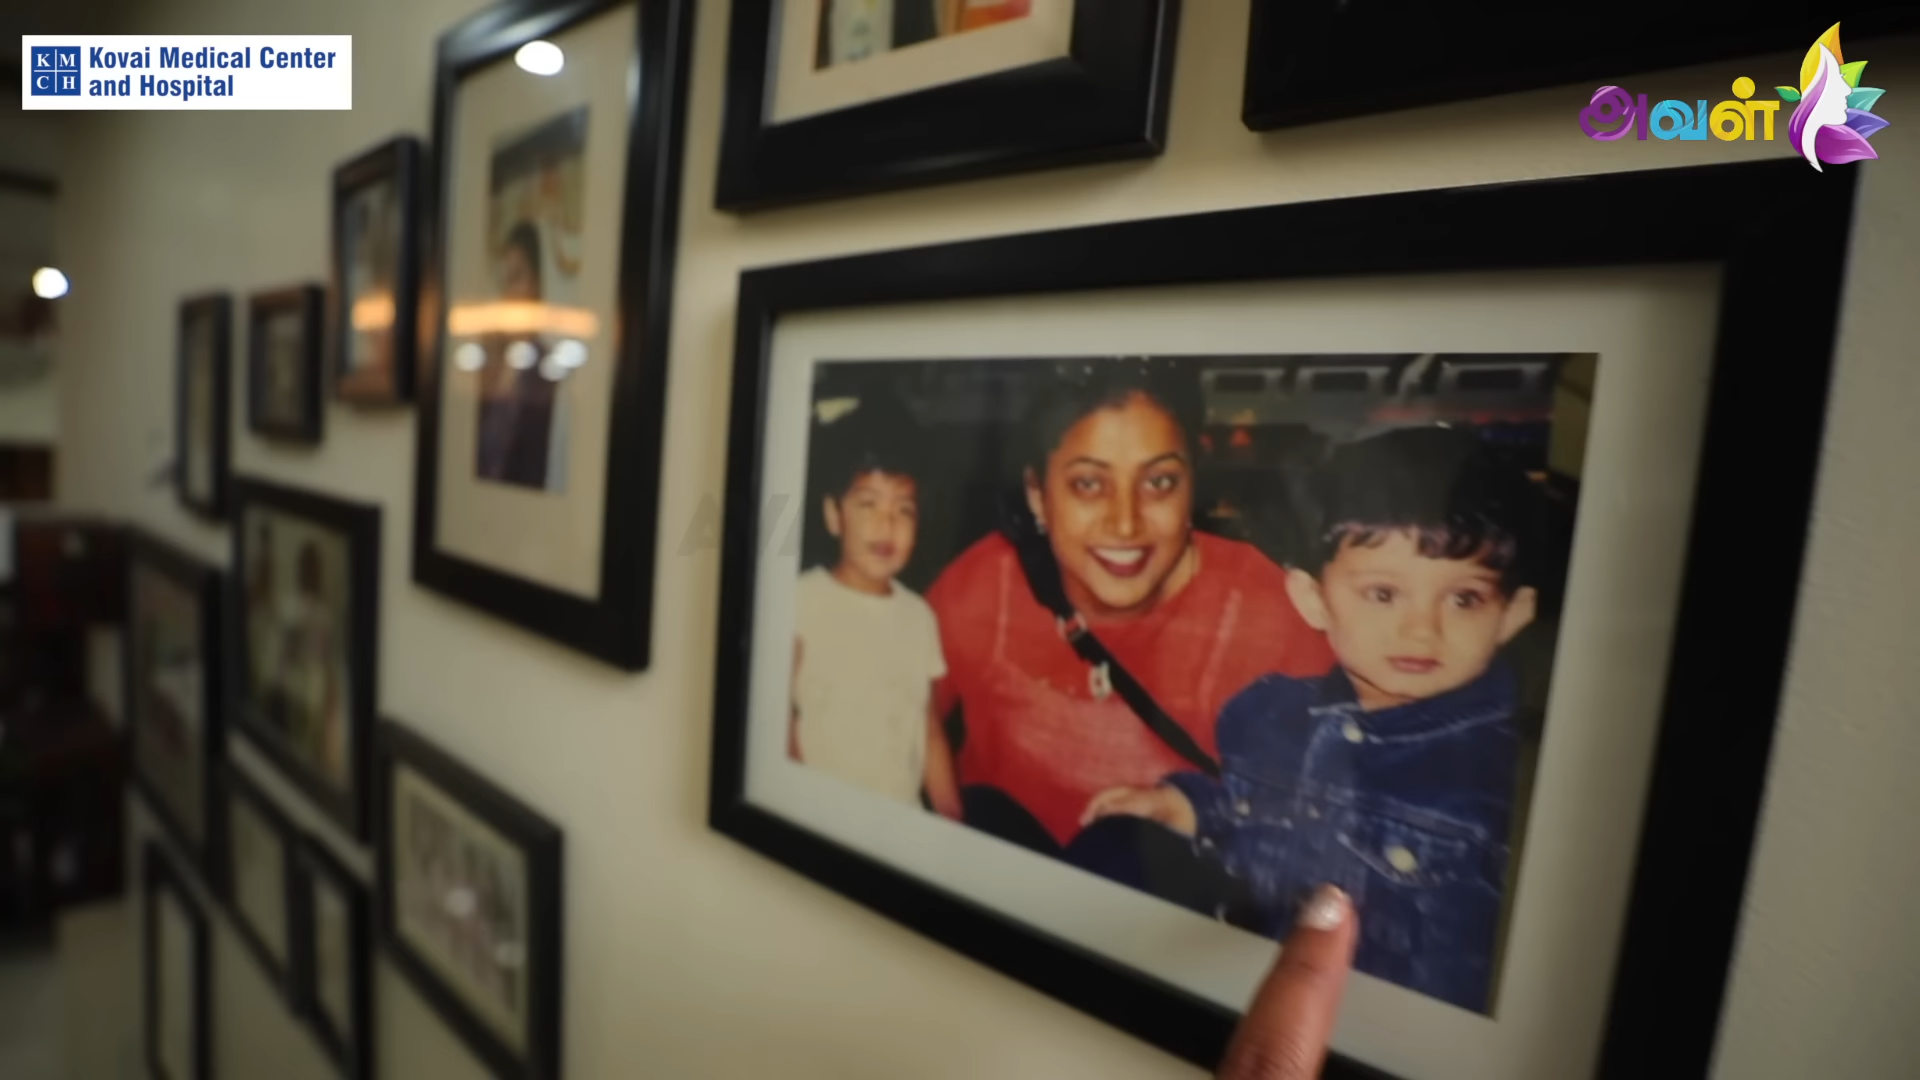 K M
C H
Kovai Medical Center
and Hospital
அவள்